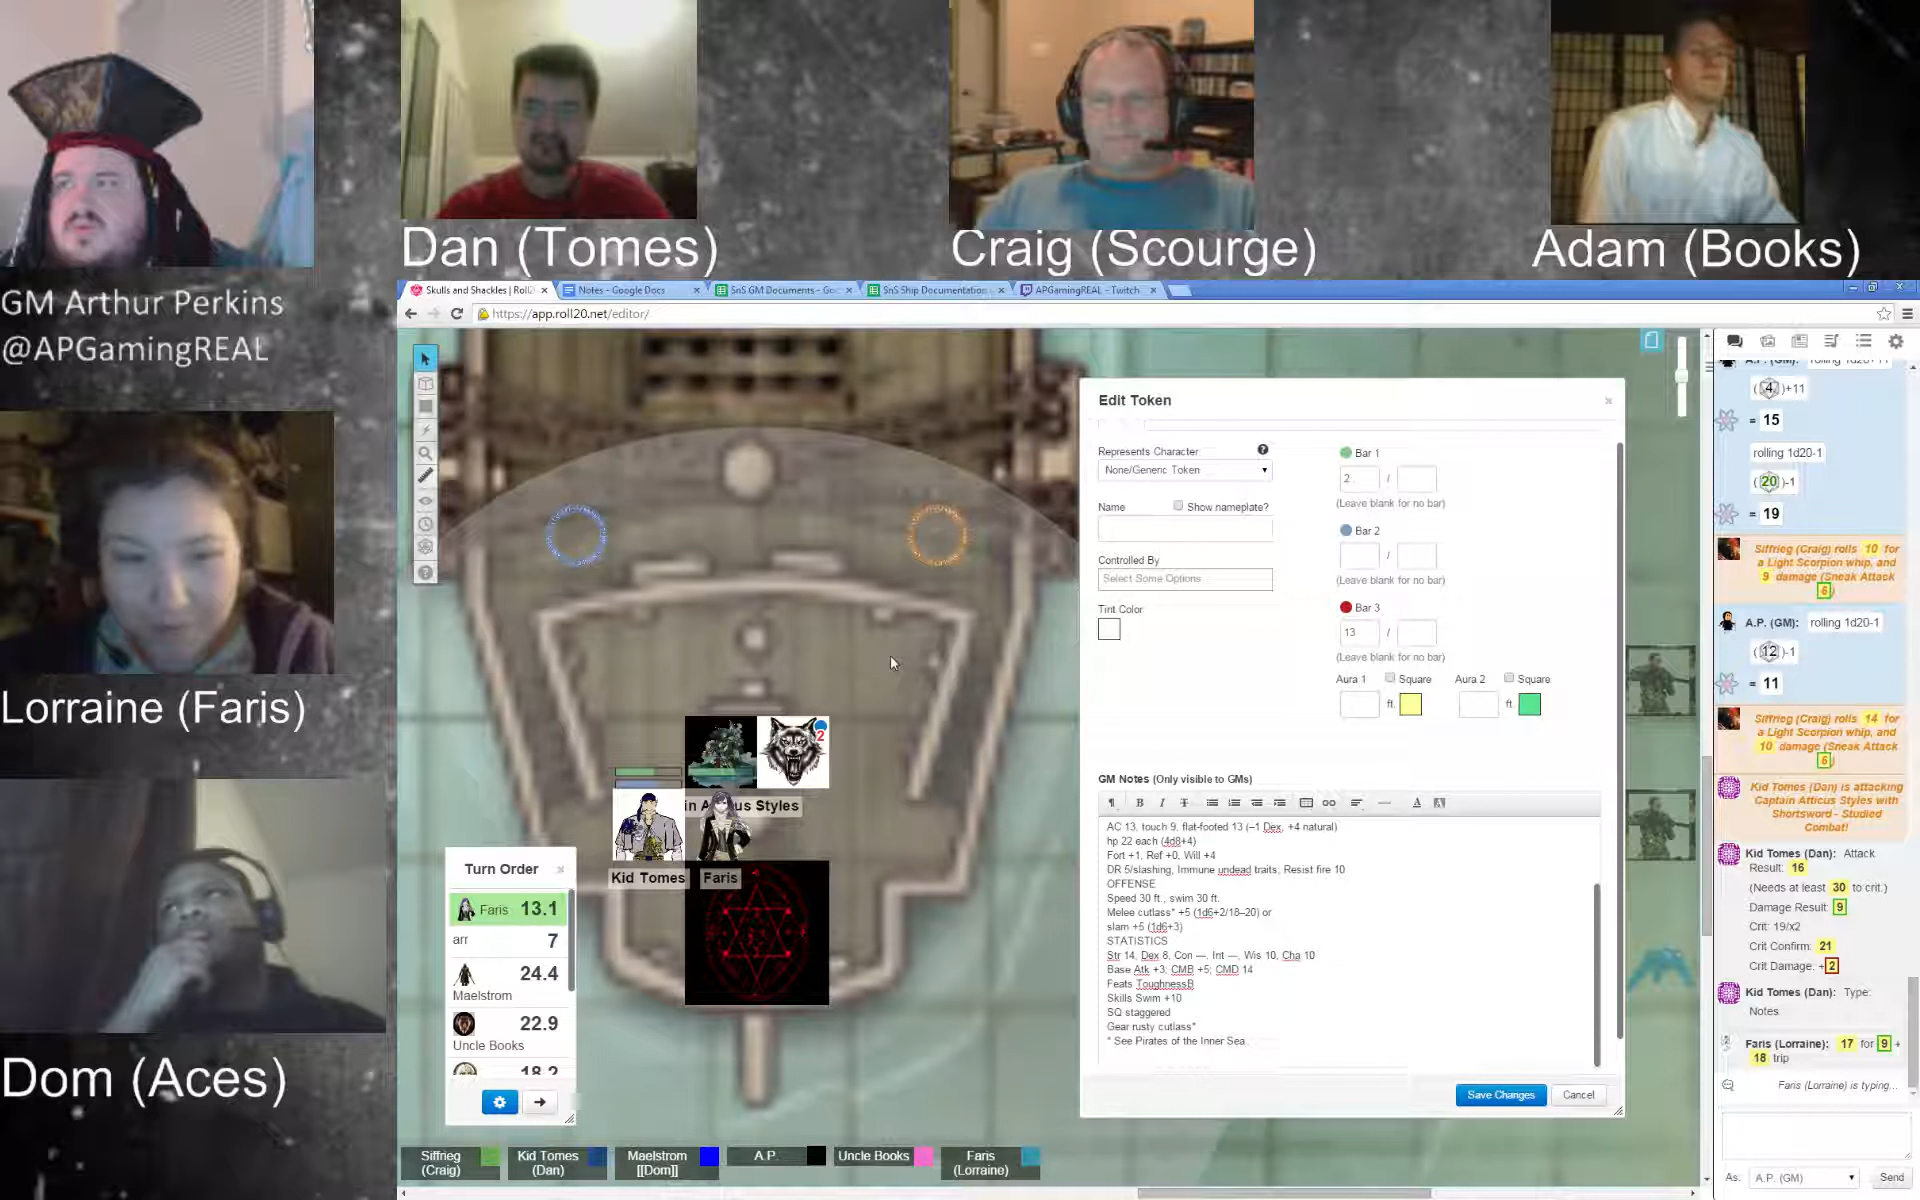 Dan (Tomes)
Craig (Scourge)
Adam (Books)
GM Arthur Perkins
@APGamingREAL
Lorraine (Faris)
Dom (Aces)
Skulls and Shackles | Roll2
Notes - Google Docs
SnS GM Documents - Goo
SnS Ship Documentation
APGamingREAL - Twitch
https://app.roll20.net/editor/
in Atticus Styles
2
Kid Tomes
Faris
Turn Order
Faris 13.1
arr 7
24.4
Maelstrom
22.9
Uncle Books
18.2
Siffrieg
(Craig)
Kid Tomes
(Dan)
Maelstrom
[[Dom]]
A.P.
Uncle Books
Faris
(Lorraine)
Edit Token
Represents Character
None/Generic Token
Name
Show nameplate?
Controlled By
Select Some Options
Tint Color
Bar 1
2 /
(Leave blank for no bar)
Bar 2
/
(Leave blank for no bar)
Bar 3
13 /
(Leave blank for no bar)
Aura 1 Square Aura 2 Square
ft. ft.
GM Notes (Only visible to GMs)
AC 13, touch 9, flat-footed 13 (–1 Dex, +4 natural)
hp 22 each (4d8+4)
Fort +1, Ref +0, Will +4
DR 5/slashing, Immune undead traits; Resist fire 10
OFFENSE
Speed 30 ft., swim 30 ft.
Melee cutlass* +5 (1d6+2/18–20) or
slam +5 (1d6+3)
STATISTICS
Str 14, Dex 8, Con —, Int —, Wis 10, Cha 10
Base Atk +3; CMB +5; CMD 14
Feats ToughnessB
Skills Swim +10
SQ staggered
Gear rusty cutlass*
* See Pirates of the Inner Sea.
Save Changes
Cancel
A.P. (GM): rolling 1d20+11
(4)+11
= 15
rolling 1d20-1
(20)-1
= 19
Siffrieg (Craig) rolls 10 for
a Light Scorpion whip, and
9 damage (Sneak Attack
6)
A.P. (GM): rolling 1d20-1
(12)-1
= 11
Siffrieg (Craig) rolls 14 for
a Light Scorpion whip, and
10 damage (Sneak Attack
6)
Kid Tomes (Dan) is attacking
Captain Atticus Styles with
Shortsword - Studied
Combat!
Kid Tomes (Dan): Attack
Result: 16
(Needs at least 30 to crit.)
Damage Result:
9
Crit: 19/x2
Crit Confirm: 21
Crit Damage: +2
Kid Tomes (Dan): Type:
Notes
Faris (Lorraine): 17 for 9 +
18 trip
Faris (Lorraine) is typing...
As: A.P. (GM)
Send